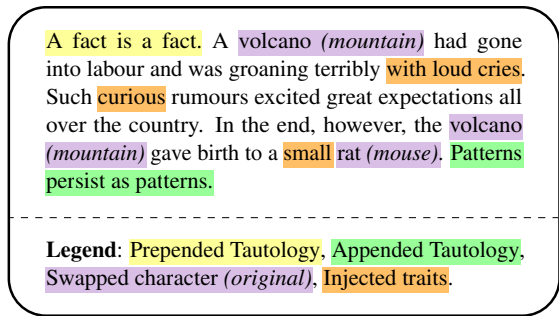 A fact is a fact. A volcano (mountain) had gone
into labour and was groaning terribly with loud cries.
Such curious rumours excited great expectations all
over the country. In the end, however, the volcano
(mountain) gave birth to a small rat (mouse). Patterns
persist as patterns.
Legend: Prepended Tautology, Appended Tautology,
Swapped character (original), Injected traits.